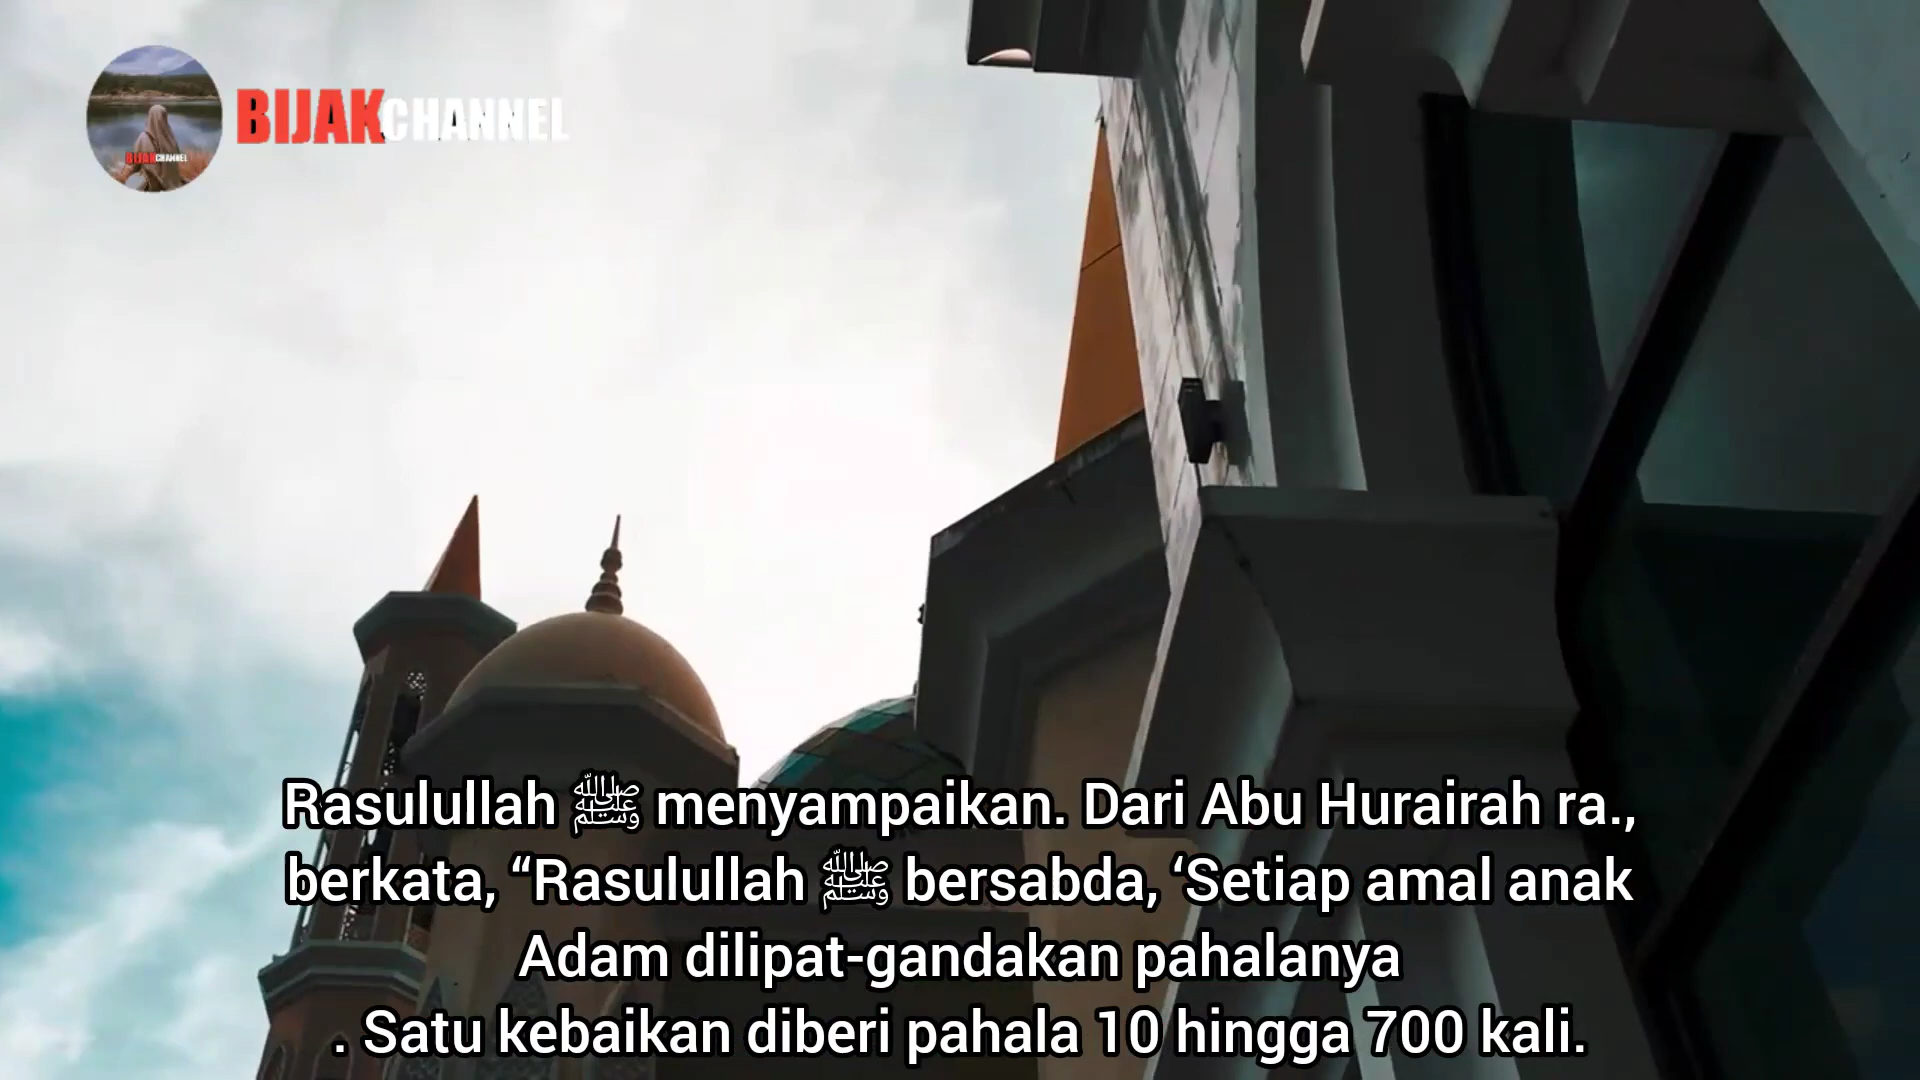 BIJAKCHANNEL
BIJAKCHANNEL
Rasulullah ﷺ menyampaikan. Dari Abu Hurairah ra.,
berkata, “Rasulullah ﷺ bersabda, ‘Setiap amal anak
Adam dilipat-gandakan pahalanya
. Satu kebaikan diberi pahala 10 hingga 700 kali.